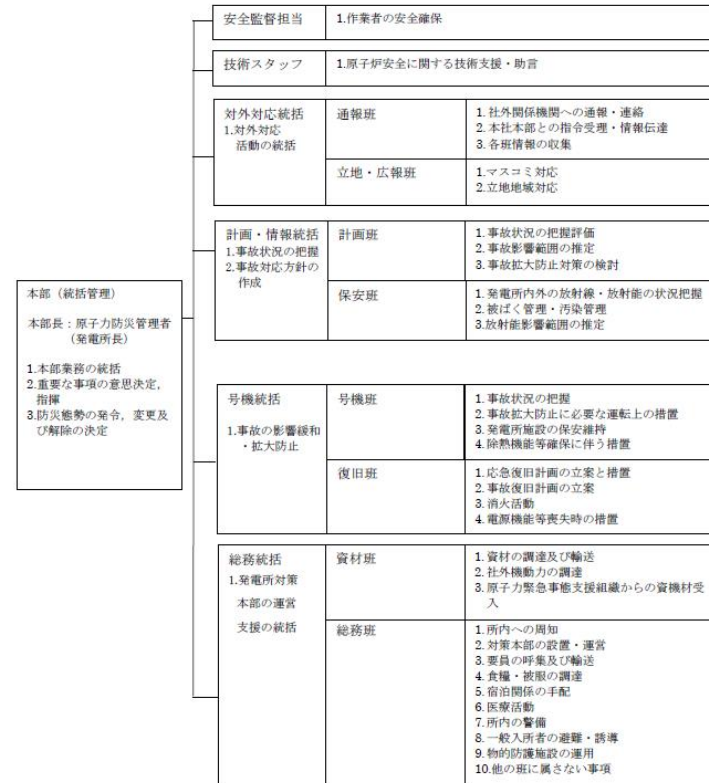 安全監督担当
1.作業者の安全確保
技術スタッフ
1.原子炉安全に関する技術支援・助言
対外対応統括
1.対外対応
活動の統括
通報班
1.社外関係機関への通報・連絡
2.本社本部との指令受理・情報伝達
3.各班情報の収集
立地・広報班
1.マスコミ対応
2.立地地域対応
計画・情報統括
1.事故状況の把握
2.事故対応方針の
作成
計画班
1.事故状況の把握評価
2.事故影響範囲の推定
3.事故拡大防止対策の検討
保安班
1.発電所内外の放射線・放射能の状況把握
2.被ばく管理・汚染管理
3.放射能影響範囲の推定
本部（統括管理）
本部長：原子力防災管理者
（発電所長）
1.本部業務の統括
2.重要な事項の意思決定,
指揮
3.防災態勢の発令, 変更及
び解除の決定
号機統括
1.事故の影響緩和
・拡大防止
号機班
1.事故状況の把握
2.事故拡大防止に必要な運転上の措置
3.発電所施設の保安維持
4.除熱機能等確保に伴う措置
復旧班
1.応急復旧計画の立案と措置
2.事故復旧計画の立案
3.消火活動
4.電源機能等喪失時の措置
総務統括
1.発電所対策
本部の運営
支援の統括
資材班
1.資材の調達及び輸送
2.社外機動力の調達
3.原子力緊急事態支援組織からの資機材受
入
総務班
1.所内への周知
2.対策本部の設置・運営
3.要員の呼集及び輸送
4.食糧・被服の調達
5.宿泊関係の手配
6.医療活動
7.所内の警備
8.一般入所者の避難・誘導
9.物的防護施設の運用
10.他の班に属さない事項